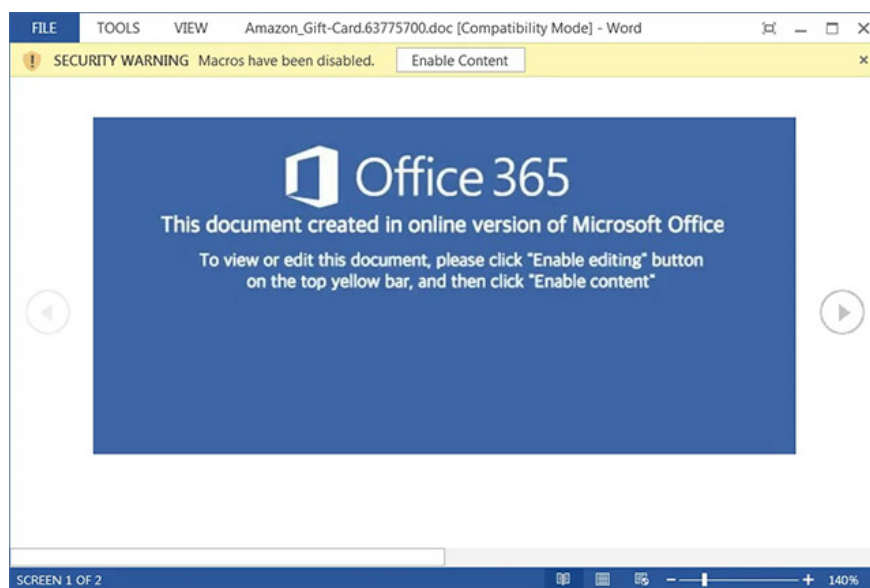 FILE TOOLS VIEW Amazon_Gift-Card.63775700.doc [Compatibility Mode] - Word
SECURITY WARNING Macros have been disabled. Enable Content
Office 365
This document created in online version of Microsoft Office
To view or edit this document, please click "Enable editing" button
on the top yellow bar, and then click "Enable content"
SCREEN 1 OF 2 140%